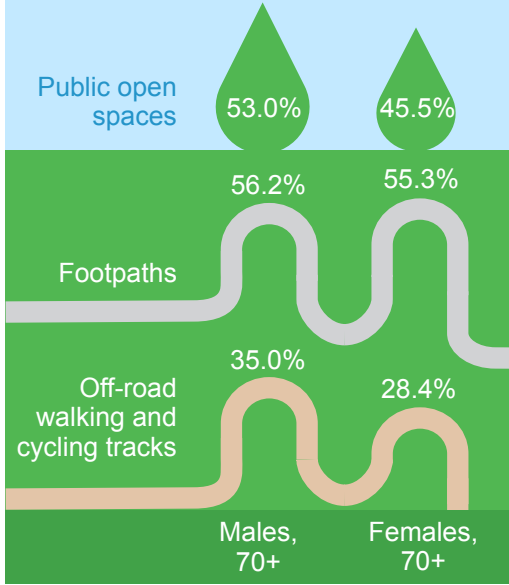 Public open
spaces
53.0%
45.5%
56.2%
55.3%
Footpaths
35.0%
28.4%
Off-road
walking and
cycling tracks
Males,
70+
Females,
70+